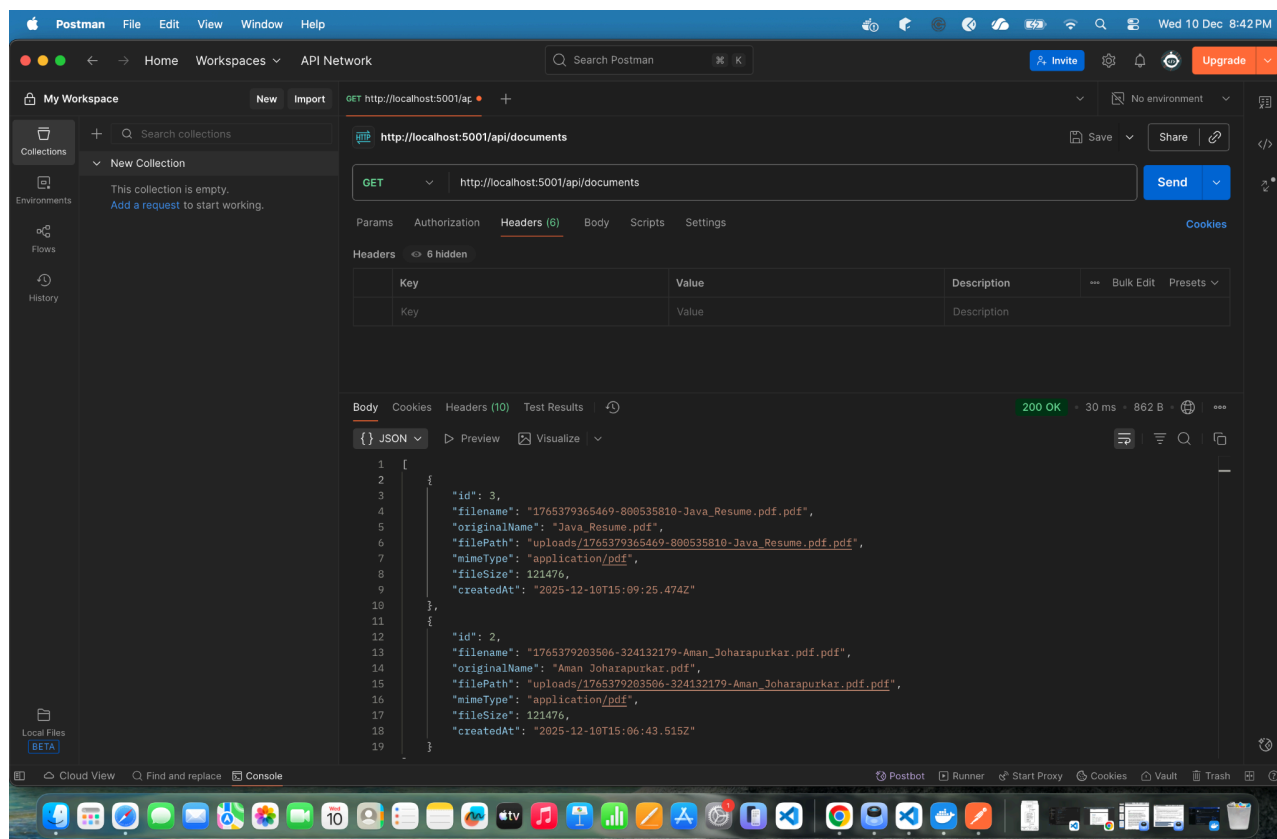 Postman File Edit View Window Help Wed 10 Dec 8:42 PM
Home Workspaces API Network Search Postman ⌘ K Invite Upgrade
My Workspace New Import GET http://localhost:5001/ap No environment
Collections Search collections http://localhost:5001/api/documents Save Share
HTTP
New Collection
This collection is empty. GET http://localhost:5001/api/documents Send
Add a request to start working.
Environments
Flows
History
Params Authorization Headers (6) Body Scripts Settings Cookies
Headers 6 hidden
Key Value Description Bulk Edit Presets
Key Value Description
Body Cookies Headers (10) Test Results 200 OK 30 ms 862 B
{} JSON Preview Visualize
1 [
2 {
3 "id": 3,
4 "filename": "1765379365469-800535810-Java_Resume.pdf.pdf",
5 "originalName": "Java_Resume.pdf",
6 "filePath": "uploads/1765379365469-800535810-Java_Resume.pdf.pdf",
7 "mimeType": "application/pdf",
8 "fileSize": 121476,
9 "createdAt": "2025-12-10T15:09:25.474Z"
10 },
11 {
12 "id": 2,
13 "filename": "1765379203506-324132179-Aman_Joharapurkar.pdf.pdf",
14 "originalName": "Aman Joharapurkar.pdf",
15 "filePath": "uploads/1765379203506-324132179-Aman_Joharapurkar.pdf.pdf",
16 "mimeType": "application/pdf",
17 "fileSize": 121476,
18 "createdAt": "2025-12-10T15:06:43.515Z"
19 }
Local Files
BETA
Cloud View Find and replace Console Postbot Runner Start Proxy Cookies Vault Trash
Wed
10
tv
1